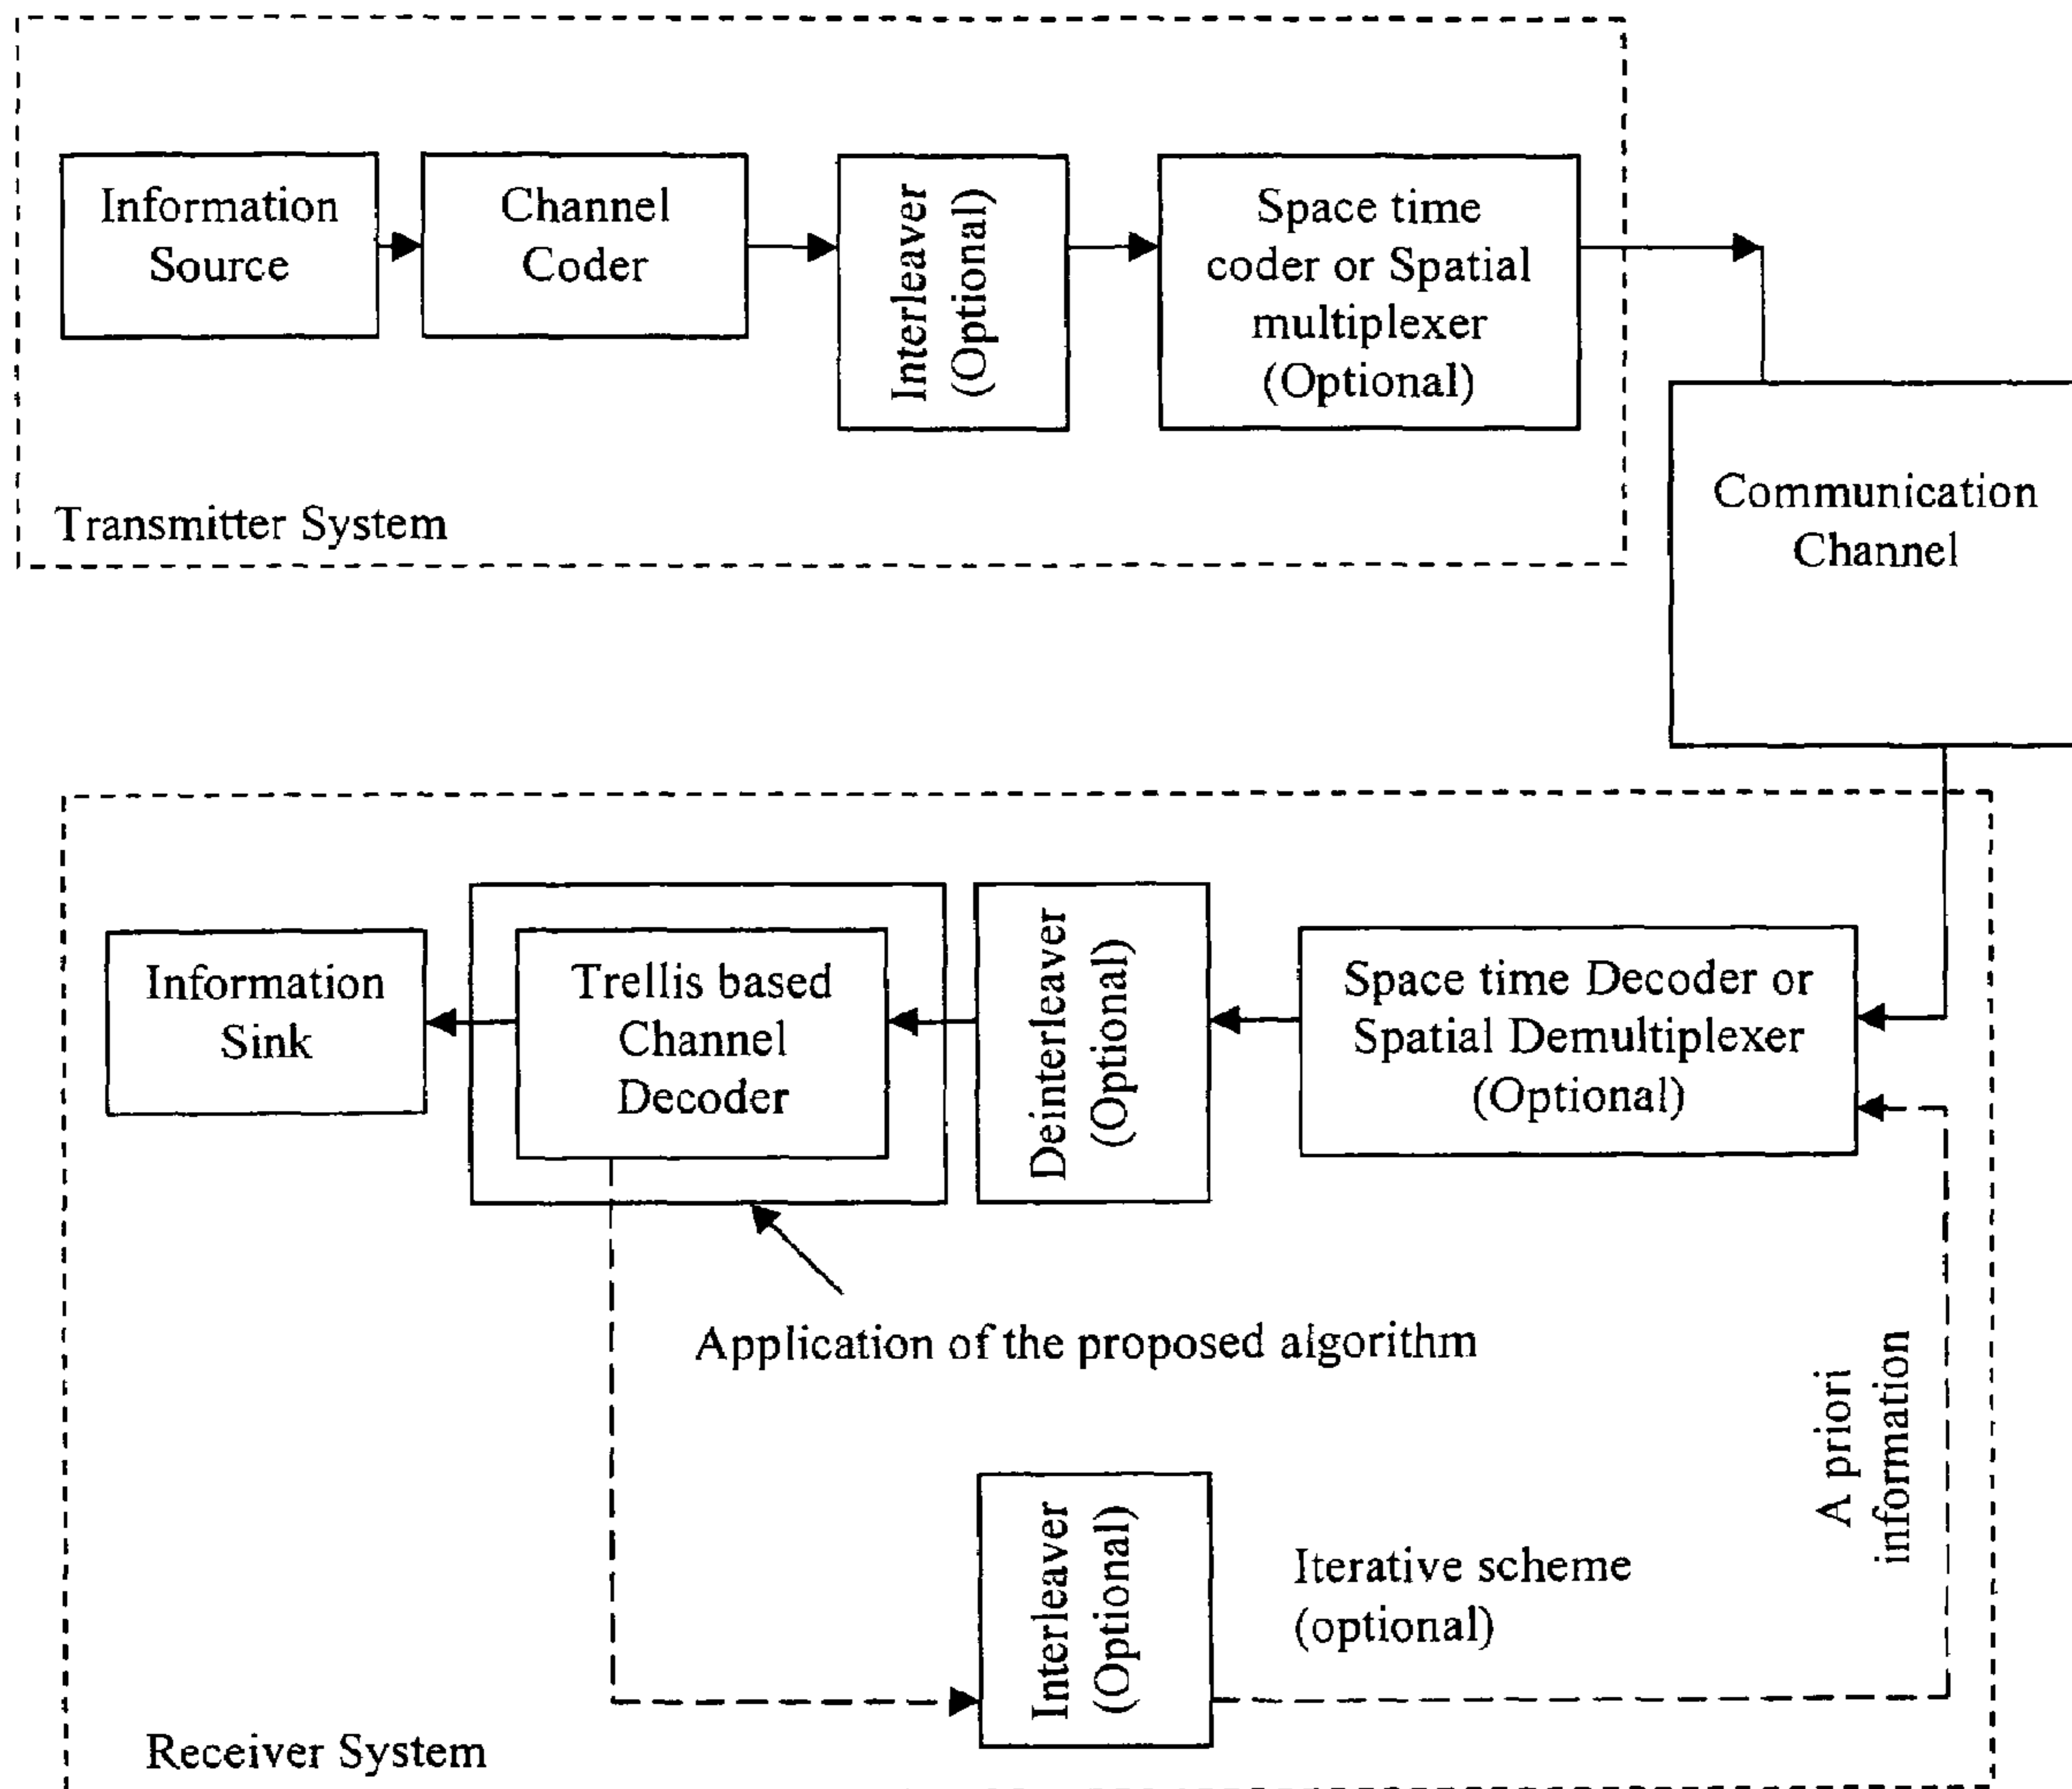 Information
Source
Channel
Coder
Interleaver
(Optional)
Space time
coder or Spatial
multiplexer
(Optional)
Transmitter System
Communication
Channel
Information
Sink
Trellis based
Channel
Decoder
Deinterleaver
(Optional)
Space time Decoder or
Spatial Demultiplexer
(Optional)
Application of the proposed algorithm
A priori
information
Interleaver
(Optional)
Iterative scheme
(optional)
Receiver System